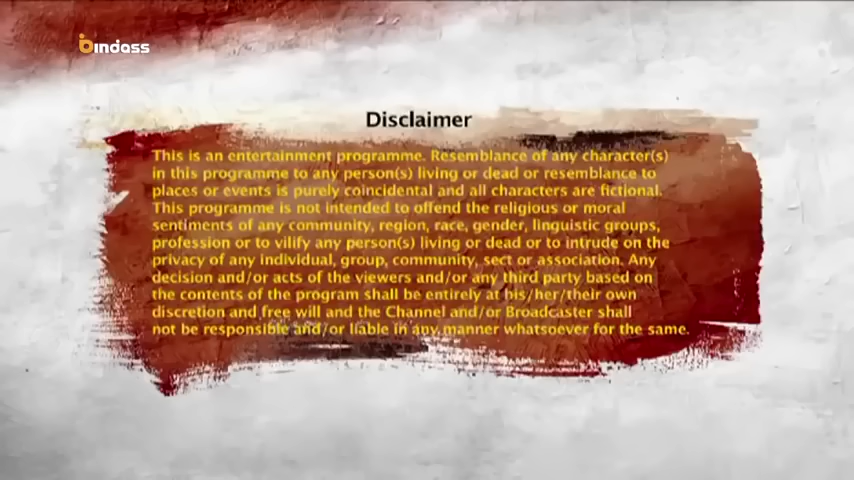 bindass
Disclaimer
This is an entertainment programme. Resemblance of any character(s)
in this programme to any person(s) living or dead or resemblance to
places or events is purely coincidental and all characters are fictional.
This programme is not intended to offend the religious or moral
sentiments of any community, region, race, gender, linguistic groups,
profession or to vilify any person(s) living or dead or to intrude on the
privacy of any individual, group, community, sect or association. Any
decision and/or acts of the viewers and/or any third party based on
the contents of the program shall be entirely at his/her/their own
discretion and free will and the Channel and/or Broadcaster shall
not be responsible and/or liable in any manner whatsoever for the same.